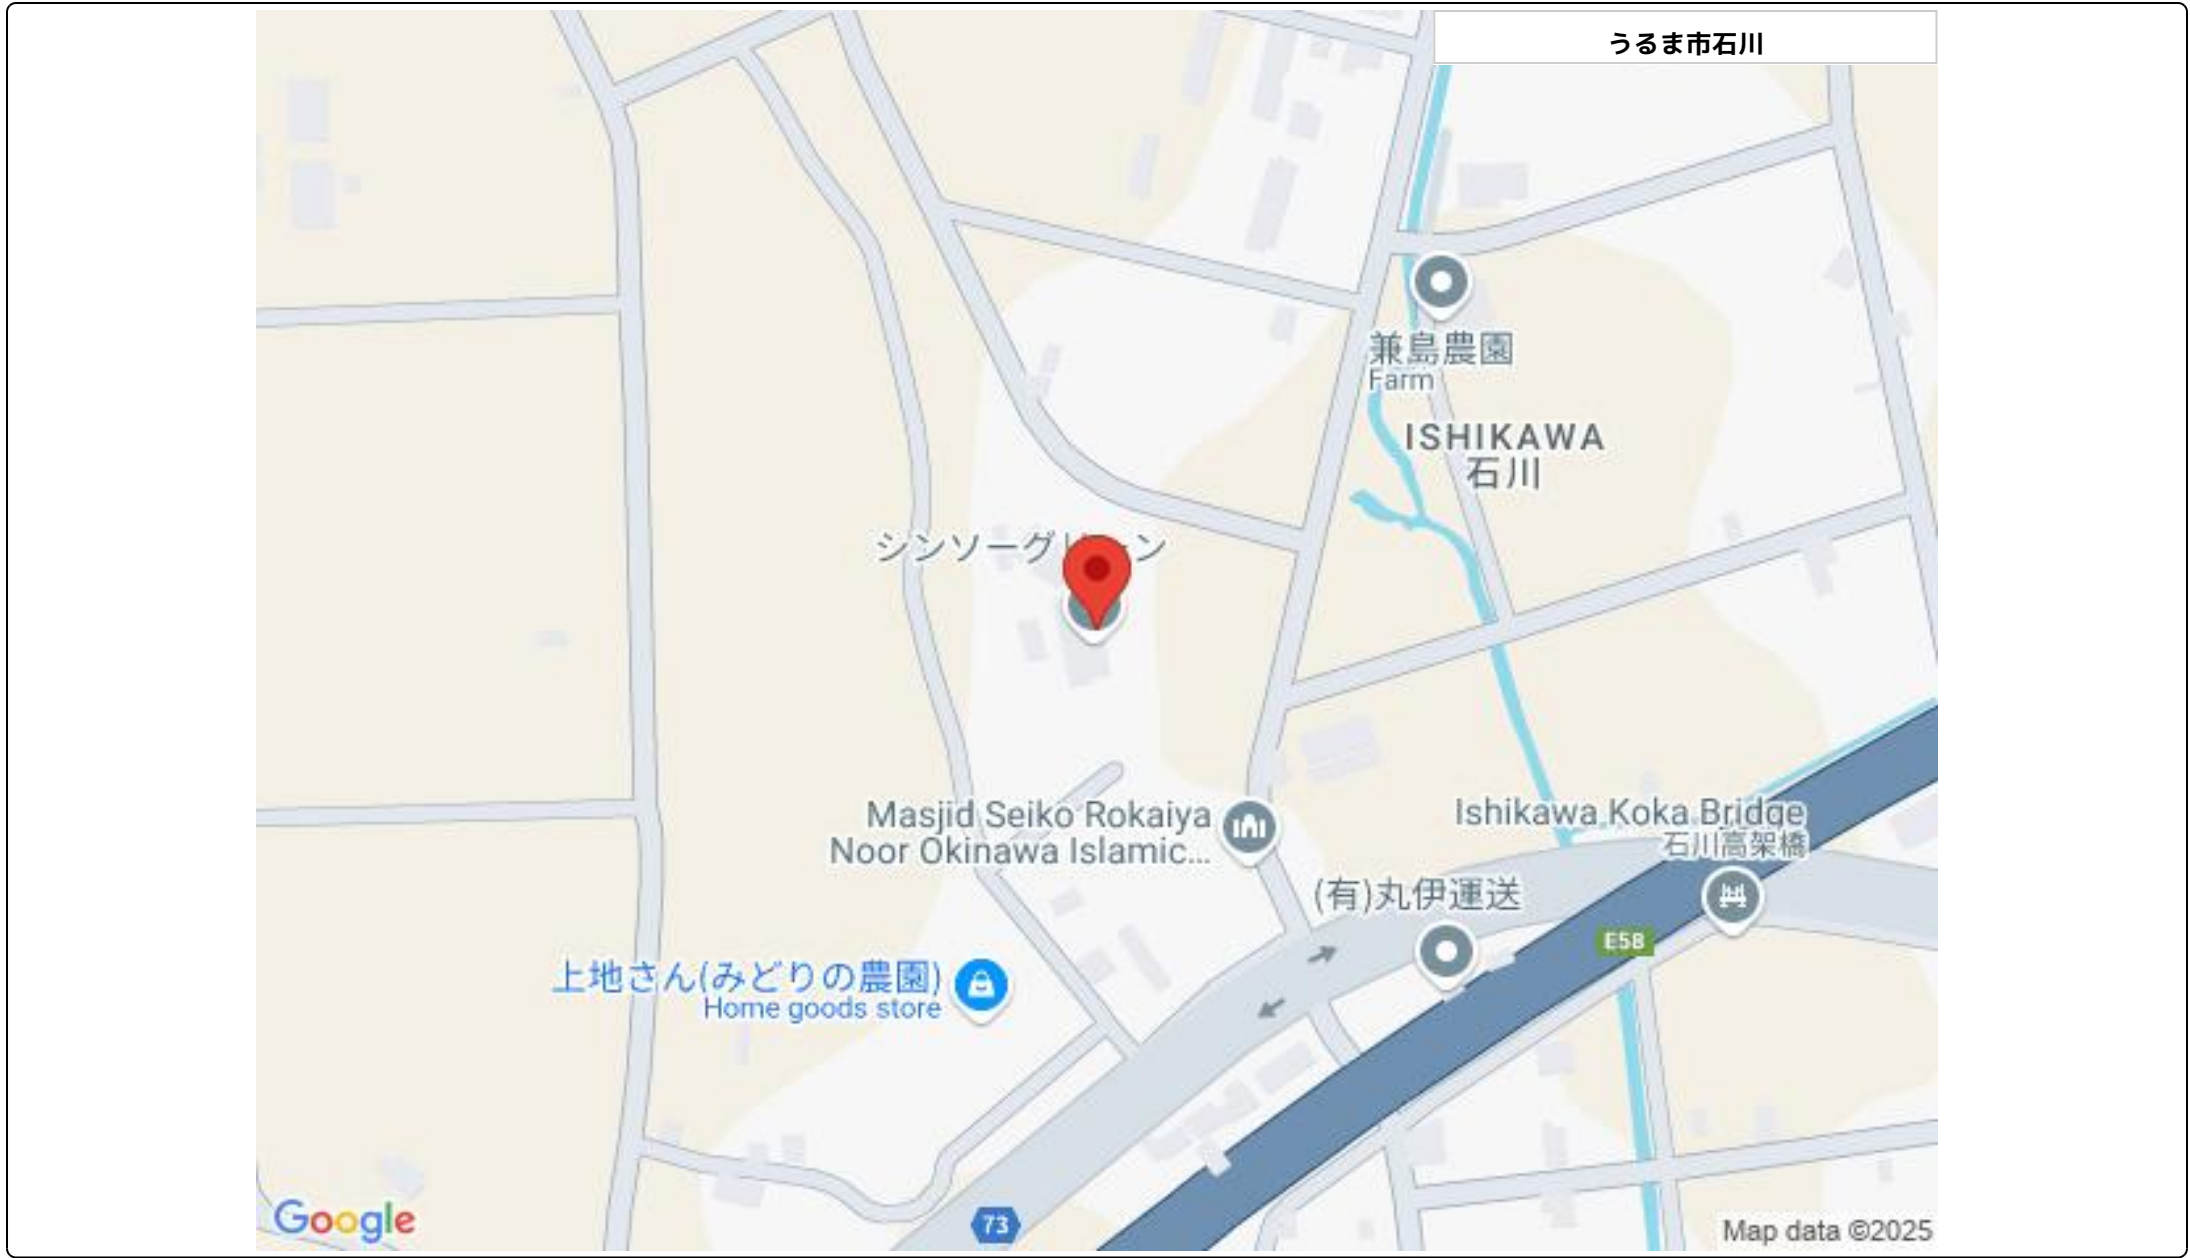 うるま市石川
兼島農園
Farm
ISHIKAWA
石川
シンソーグ ーン
Masjid Seiko Rokaiya
Noor Okinawa Islamic...
Ishikawa Koka Bridge
石川高架橋
(有)丸伊運送
E58
上地さん(みどりの農園)
Home goods store
73
Google
Map data ©2025